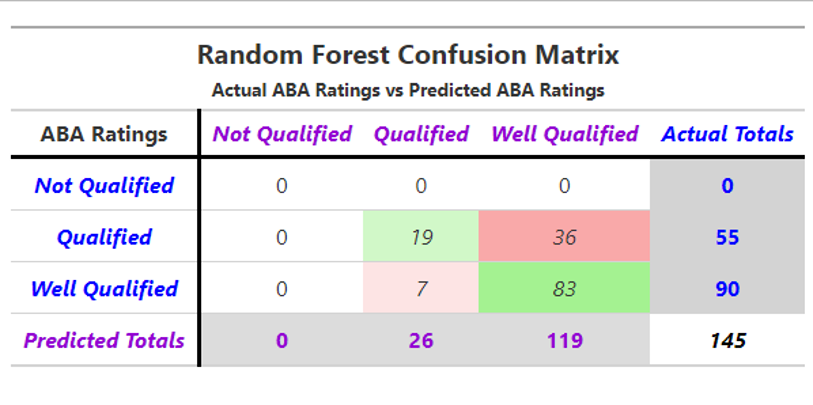 Random Forest Confusion Matrix
Actual ABA Ratings vs Predicted ABA Ratings
ABA Ratings Not Qualified Qualified Well Qualified Actual Totals
Not Qualified 0 0 0 0
Qualified 0 19 36 55
Well Qualified 0 7 83 90
Predicted Totals 0 26 119 145